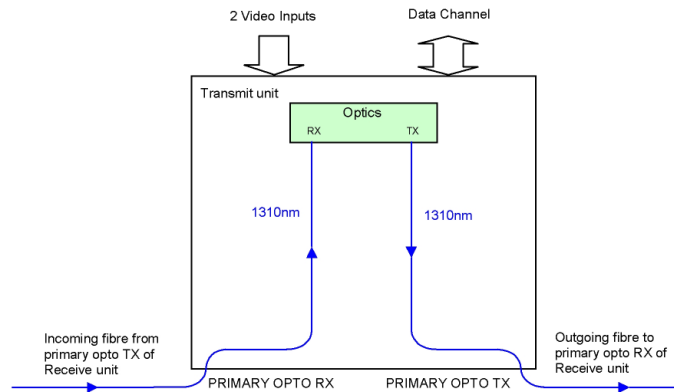 2 Video Inputs
Data Channel
Transmit unit
Optics
RX
TX
1310nm
1310nm
Incoming fibre from
primary opto TX of
Receive unit
Outgoing fibre to
primary opto RX of
Receive unit
PRIMARY OPTO RX
PRIMARY OPTO TX